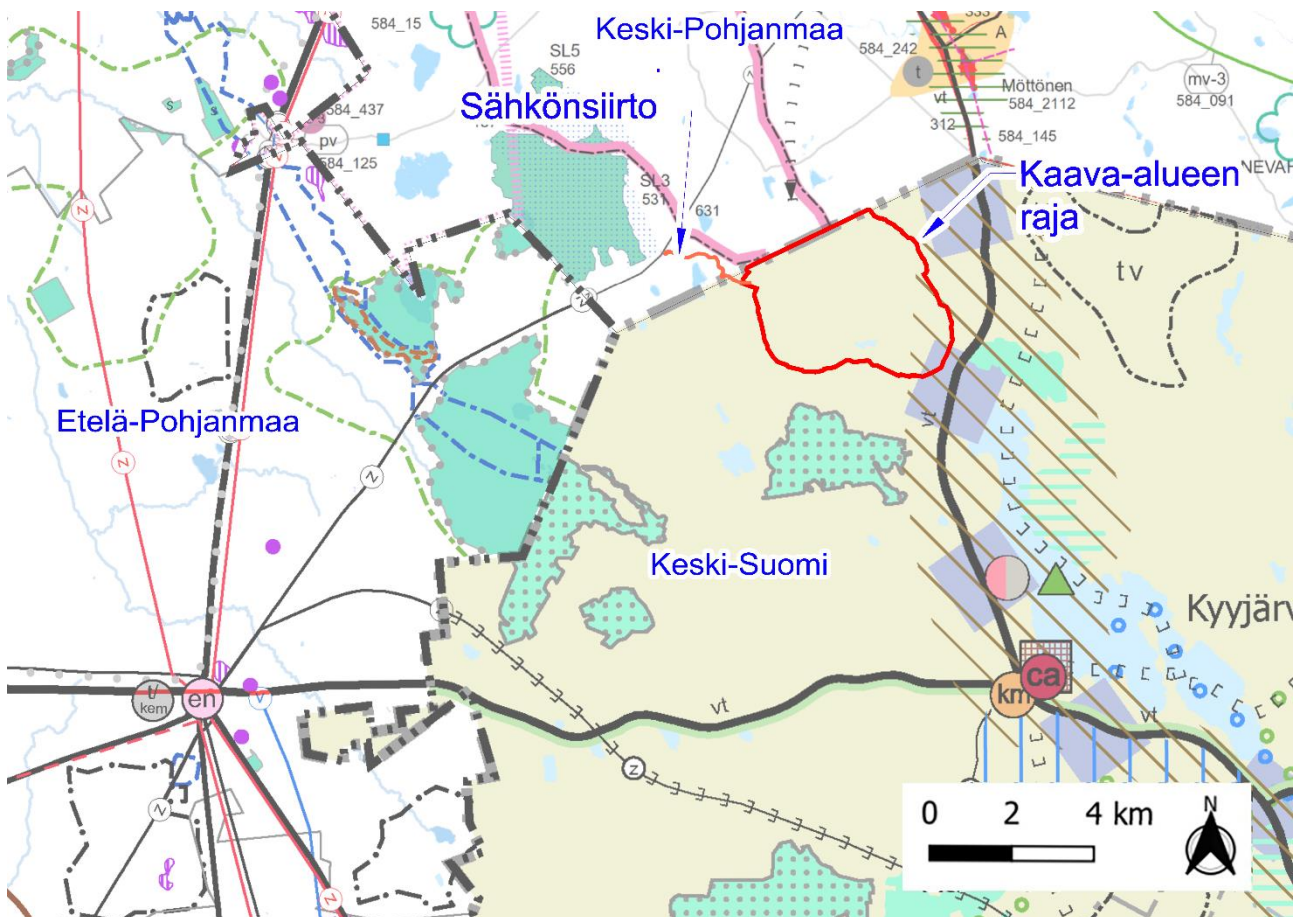 584_15
Keski-Pohjanmaa
SL5
556
584_242
A
t
mv-3
584_091
Sähkönsiirto
Möttönen
584_2112
vt
312
584_437
pv
584_125
584_145
SL3
531
631
Kaava-alueen
raja
NEVAR
z
z
tv
Etelä-Pohjanmaa
vt
z
z
Keski-Suomi
Kyyjärv
t/
kem
en
v
vt
km
ca
vt
z
z
z
0 2 4 km
N